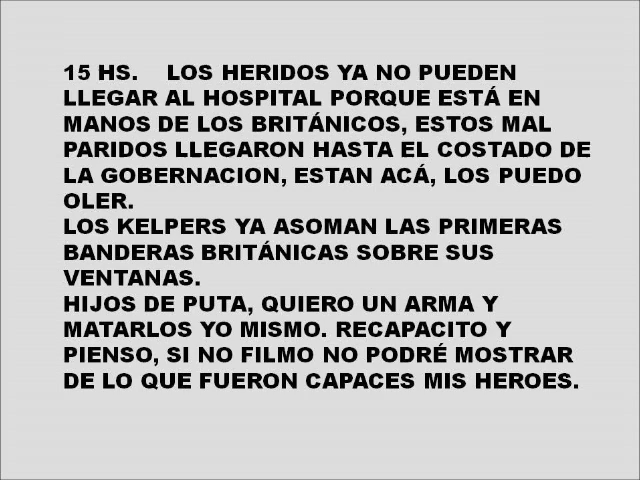 15 HS. LOS HERIDOS YA NO PUEDEN
LLEGAR AL HOSPITAL PORQUE ESTÁ EN
MANOS DE LOS BRITÁNICOS, ESTOS MAL
PARIDOS LLEGARON HASTA EL COSTADO DE
LA GOBERNACION, ESTAN ACÁ, LOS PUEDO
OLER.
LOS KELPERS YA ASOMAN LAS PRIMERAS
BANDERAS BRITÁNICAS SOBRE SUS
VENTANAS.
HIJOS DE PUTA, QUIERO UN ARMA Y
MATARLOS YO MISMO. RECAPACITO Y
PIENSO, SI NO FILMO NO PODRÉ MOSTRAR
DE LO QUE FUERON CAPACES MIS HEROES.